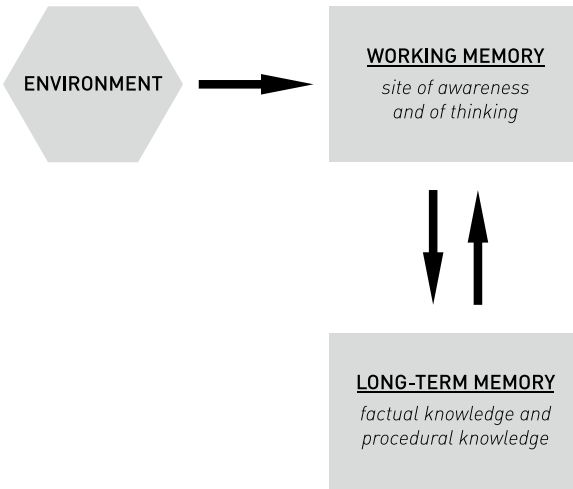 ENVIRONMENT
WORKING MEMORY
site of awareness
and of thinking
LONG-TERM MEMORY
factual knowledge and
procedural knowledge